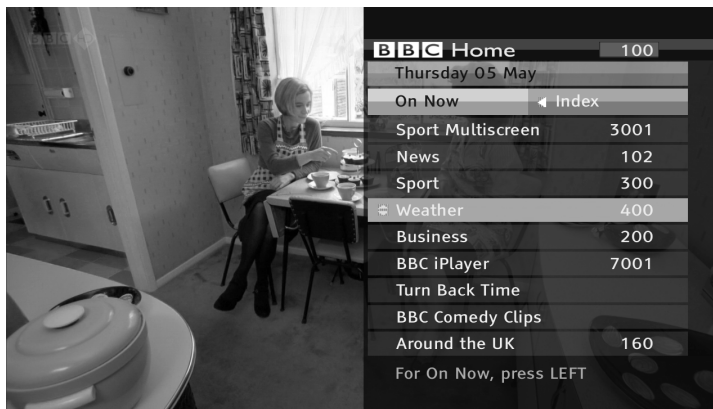 BBC
BBC Home 100
Thursday 05 May
On Now Index
Sport Multiscreen 3001
News 102
Sport 300
Weather 400
Business 200
BBC iPlayer 7001
Turn Back Time
BBC Comedy Clips
Around the UK 160
For On Now, press LEFT